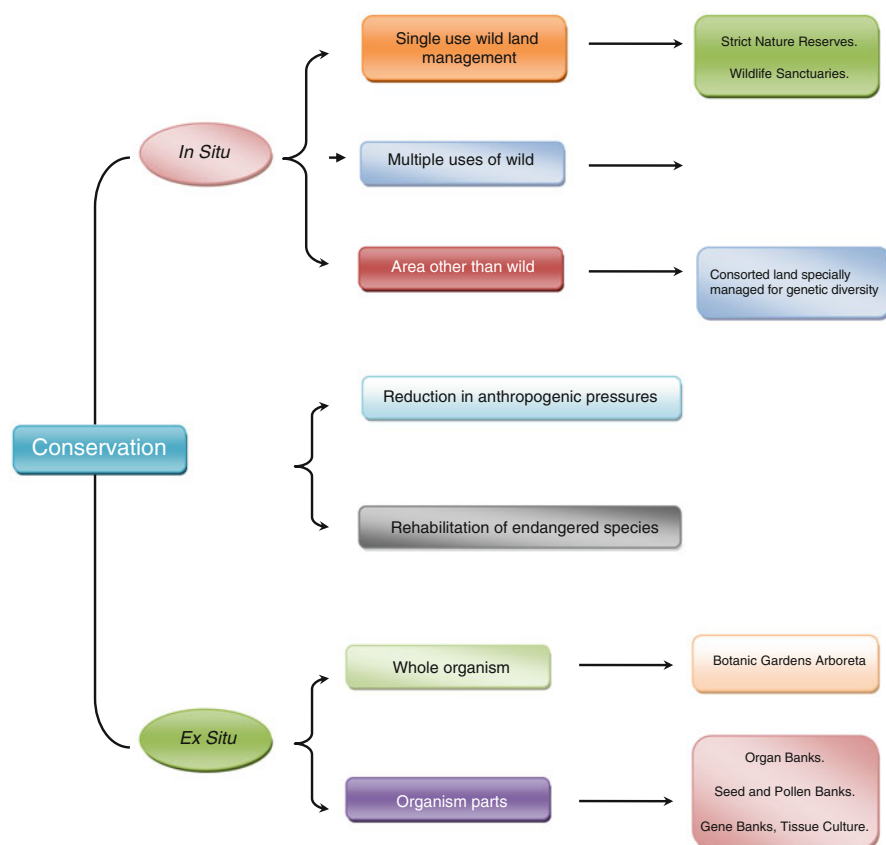 Single use wild land
management
Strict Nature Reserves.
Wildlife Sanctuaries.
In Situ
Multiple uses of wild
Area other than wild
Consorted land specially
managed for genetic diversity
Reduction in anthropogenic pressures
Conservation
Rehabilitation of endangered species
Whole organism
Botanic Gardens Arboreta
Ex Situ
Organism parts
Organ Banks.
Seed and Pollen Banks.
Gene Banks, Tissue Culture.